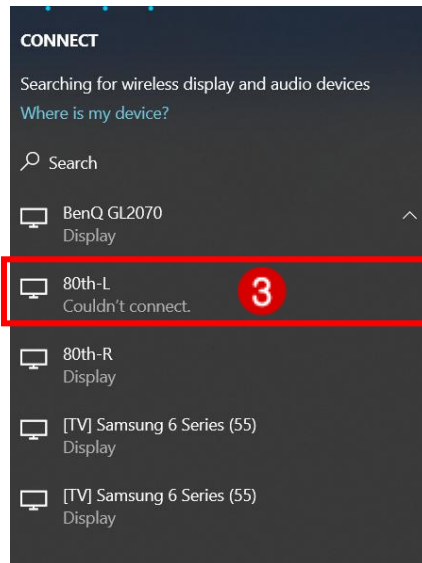 CONNECT
Searching for wireless display and audio devices
Where is my device?
Search
BenQ GL2070
Display
80th-L
Couldn't connect.
3
80th-R
Display
[TV] Samsung 6 Series (55)
Display
[TV] Samsung 6 Series (55)
Display